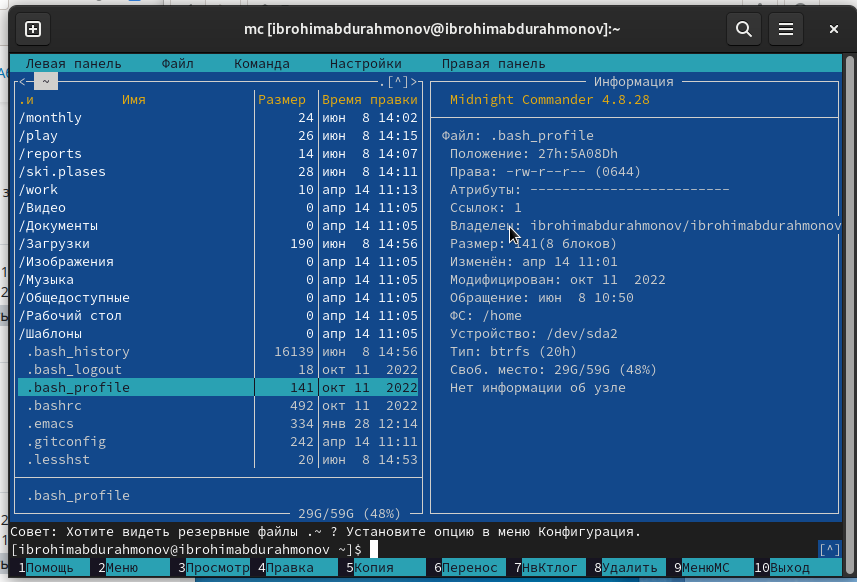 mc [ibrohimabdurahmonov@ibrohimabdurahmonov]:~
Левая панель Файл Команда Настройки Правая панель
<─ ~ .[^]>
.и Имя Размер Время правки
/monthly 24 июн 8 14:02
/play 26 июн 8 14:15
/reports 14 июн 8 14:07
/ski.plases 28 июн 8 14:11
/work 10 апр 14 11:13
/Видео 0 апр 14 11:05
/Документы 0 апр 14 11:05
/Загрузки 190 июн 8 14:56
/Изображения 0 апр 14 11:05
/Музыка 0 апр 14 11:05
/Общедоступные 0 апр 14 11:05
/Рабочий стол 0 апр 14 11:05
/Шаблоны 0 апр 14 11:05
.bash_history 16139 июн 8 14:56
.bash_logout 18 окт 11 2022
.bash_profile 141 окт 11 2022
.bashrc 492 окт 11 2022
.emacs 334 янв 28 12:14
.gitconfig 242 апр 14 11:11
.lesshst 20 июн 8 14:53
.bash_profile
29G/59G (48%)
Информация
Midnight Commander 4.8.28
Файл: .bash_profile
Положение: 27h:5A08Dh
Права: -rw-r--r-- (0644)
Атрибуты: -------------------------
Ссылок: 1
Владелец: ibrohimabdurahmonov/ibrohimabdurahmonov
Размер: 141(8 блоков)
Изменён: апр 14 11:01
Модифицирован: окт 11 2022
Обращение: июн 8 10:50
ФС: /home
Устройство: /dev/sda2
Тип: btrfs (20h)
Своб. место: 29G/59G (48%)
Нет информации об узле
Совет: Хотите видеть резервные файлы .~ ? Установите опцию в меню Конфигурация.
[ibrohimabdurahmonov@ibrohimabdurahmonov ~]$ [^]
1Помощь 2Меню 3Просмотр 4Правка 5Копия 6Перенос 7НвКтлог 8Удалить 9МенюМС 10Выход